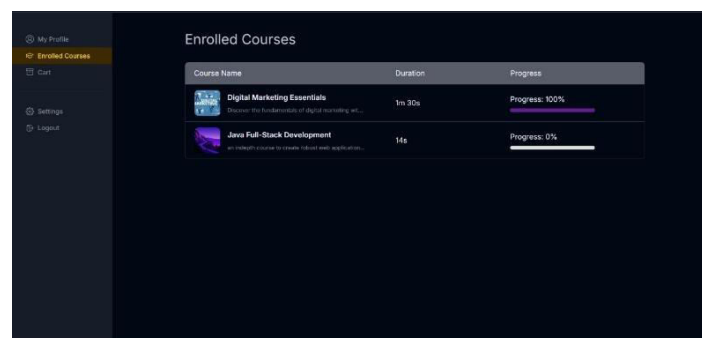 My Profile
Enrolled Courses
Cart
Settings
Logout
Enrolled Courses
Course Name Duration Progress
Digital Marketing Essentials
Discover the fundamentals of digital marketing wit...
1m 30s
Progress: 100%
Java Full-Stack Development
an indepth course to create robust web application...
14s
Progress: 0%